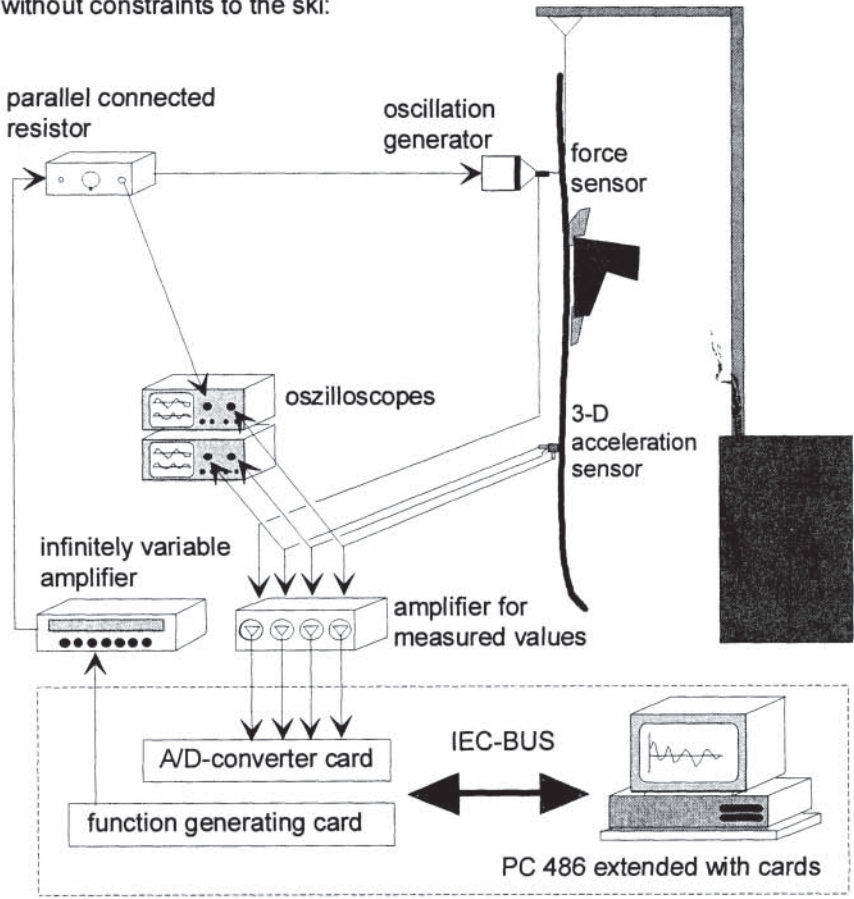 without constraints to the ski:
parallel connected
resistor
oscillation
generator
force
sensor
oszilloscopes
3-D
acceleration
sensor
infinitely variable
amplifier
amplifier for
measured values
A/D-converter card
IEC-BUS
function generating card
PC 486 extended with cards